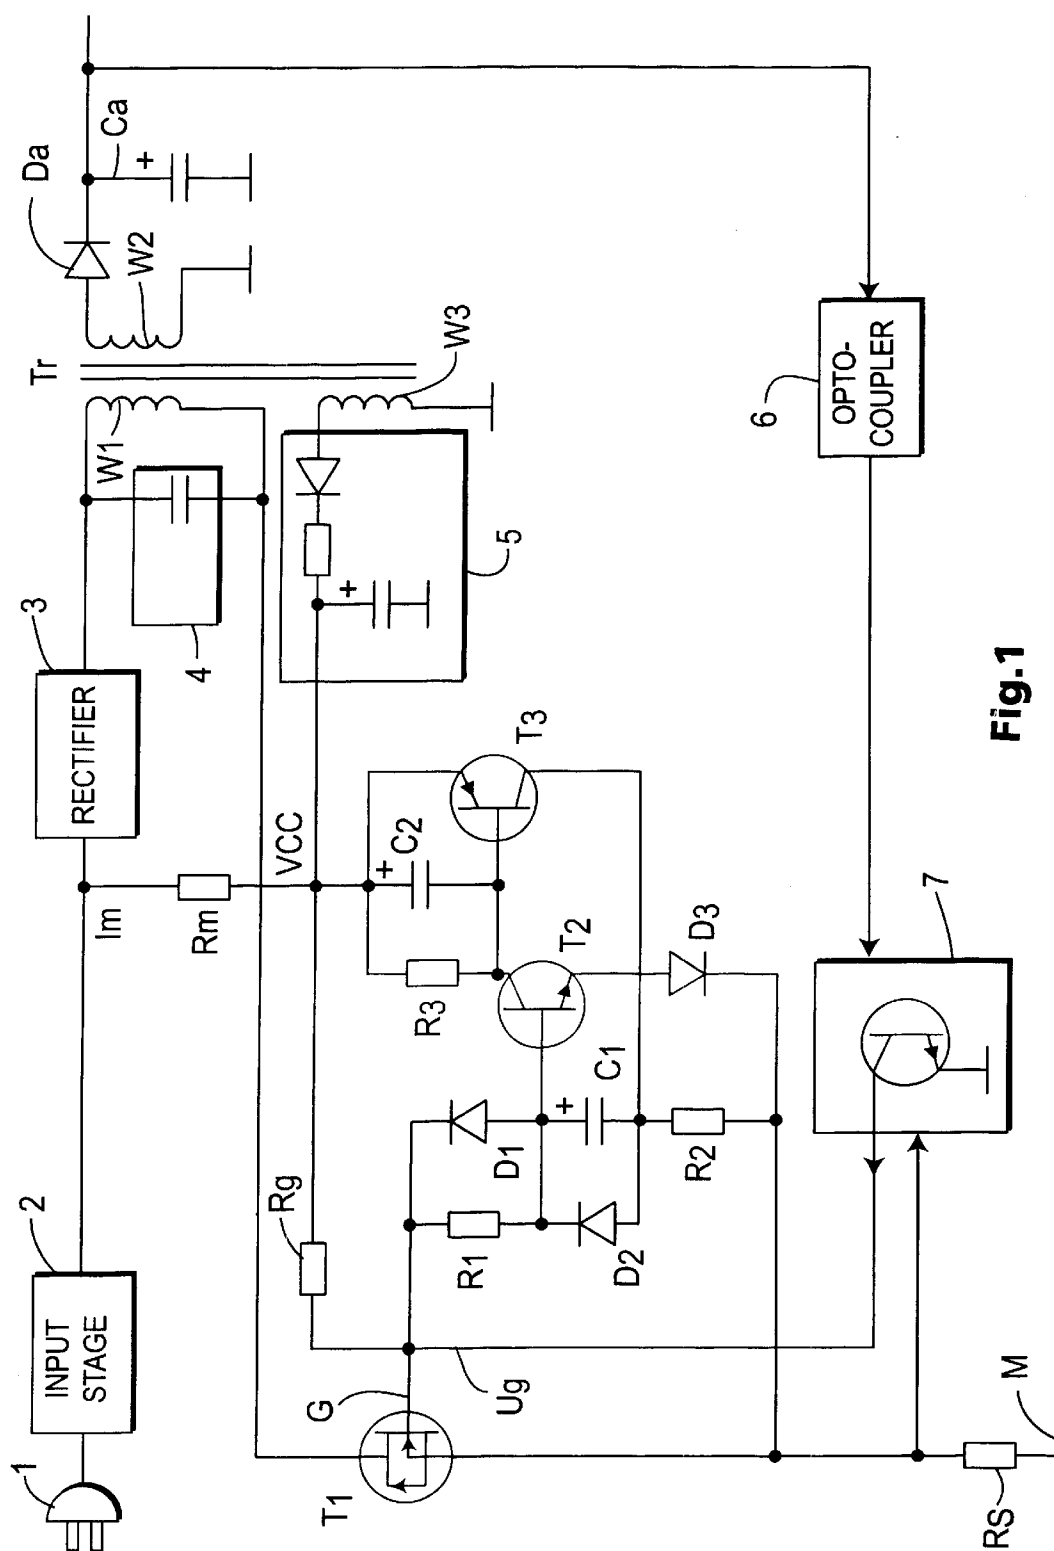 1
INPUT
STAGE
2
RECTIFIER
3
Im
Rm
VCC
4
W1
Tr
W2
Da
Ca
+
5
+
W3
T1
G
Ug
Rg
R1
D1
D2
C1
+
R2
R3
C2
+
T2
T3
D3
6
OPTO-
COUPLER
7
RS
M
Fig.1